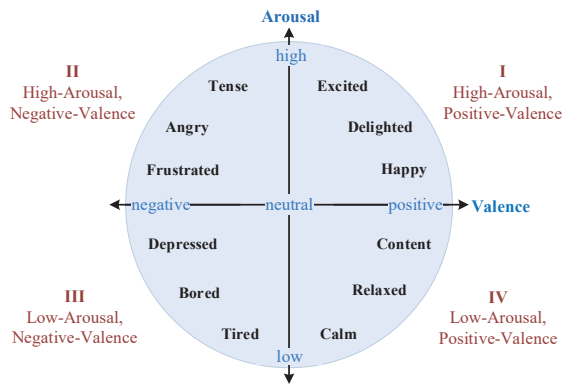 Arousal
high
II
High-Arousal,
Negative-Valence
I
High-Arousal,
Positive-Valence
Tense
Excited
Angry
Delighted
Frustrated
Happy
negative
neutral
positive
Valence
Depressed
Content
Bored
Relaxed
Tired
Calm
III
Low-Arousal,
Negative-Valence
IV
Low-Arousal,
Positive-Valence
low